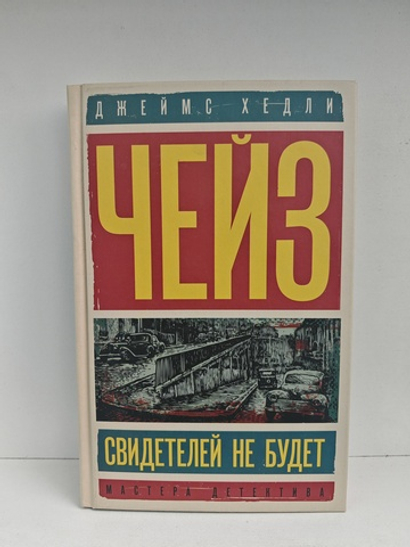 ДЖЕЙМС ХЕДЛИ
ЧЕЙЗ
СВИДЕТЕЛЕЙ НЕ БУДЕТ
МАСТЕРА ДЕТЕКТИВА